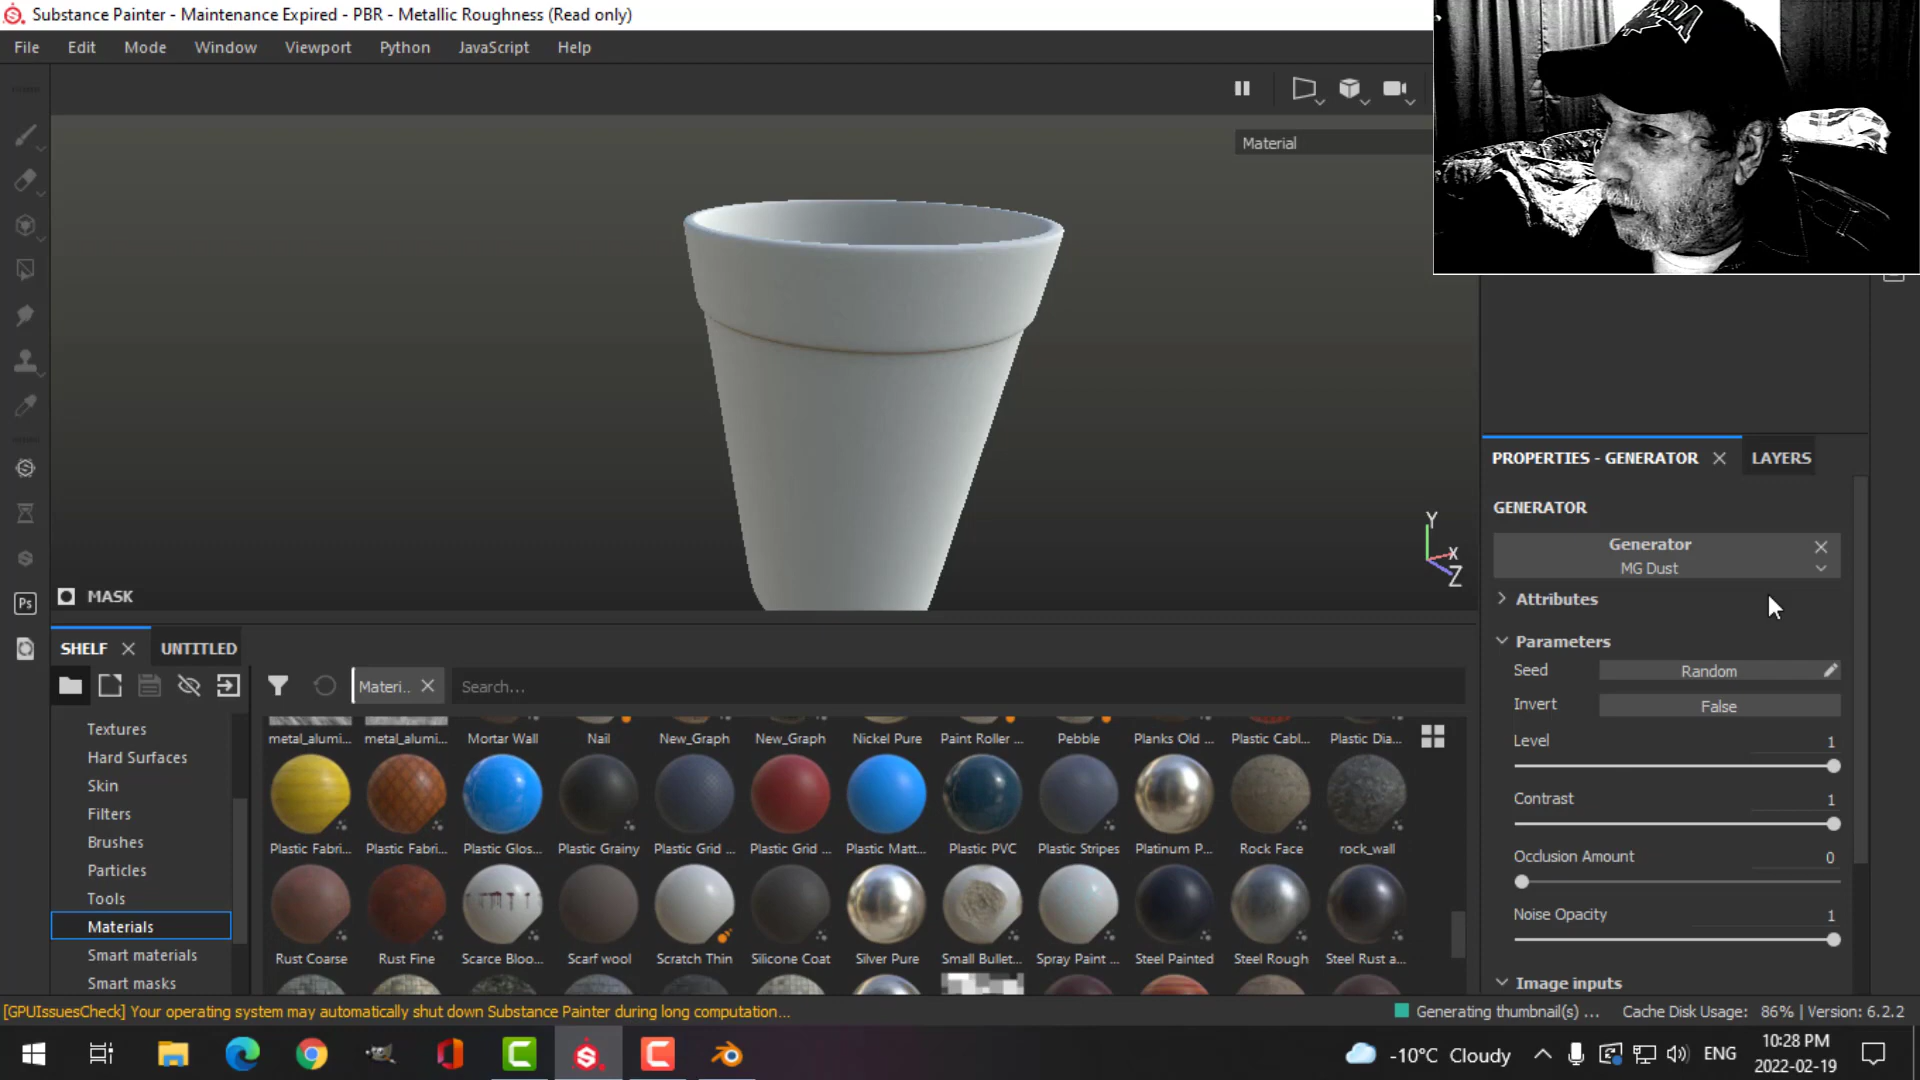 Substance Painter - Maintenance Expired - PBR - Metallic Roughness (Read only)
File Edit Mode Window Viewport Python JavaScript Help
Material
PROPERTIES - GENERATOR LAYERS
GENERATOR
Generator
MG Dust
Attributes
Parameters
Seed Random
Invert False
Level 1
Contrast 1
Occlusion Amount 0
Noise Opacity 1
Image inputs
Y
X
Z
MASK
SHELF UNTITLED
Ps
Materi.. Search...
Textures
Hard Surfaces
Skin
Filters
Brushes
Particles
Tools
Materials
Smart materials
Smart masks
metal_alumi... metal_alumi... Mortar Wall Nail New_Graph New_Graph Nickel Pure Paint Roller ... Pebble Planks Old ... Plastic Cabl... Plastic Dia...
Plastic Fabri... Plastic Fabri... Plastic Glos... Plastic Grainy Plastic Grid ... Plastic Grid ... Plastic Matt... Plastic PVC Plastic Stripes Platinum P... Rock Face rock_wall
Rust Coarse Rust Fine Scarce Bloo... Scarf wool Scratch Thin Silicone Coat Silver Pure Small Bullet... Spray Paint ... Steel Painted Steel Rough Steel Rust a...
[GPUIssuesCheck] Your operating system may automatically shut down Substance Painter during long computation...
Generating thumbnail(s) ... Cache Disk Usage: 86% | Version: 6.2.2
-10°C Cloudy ENG
10:28 PM
2022-02-19